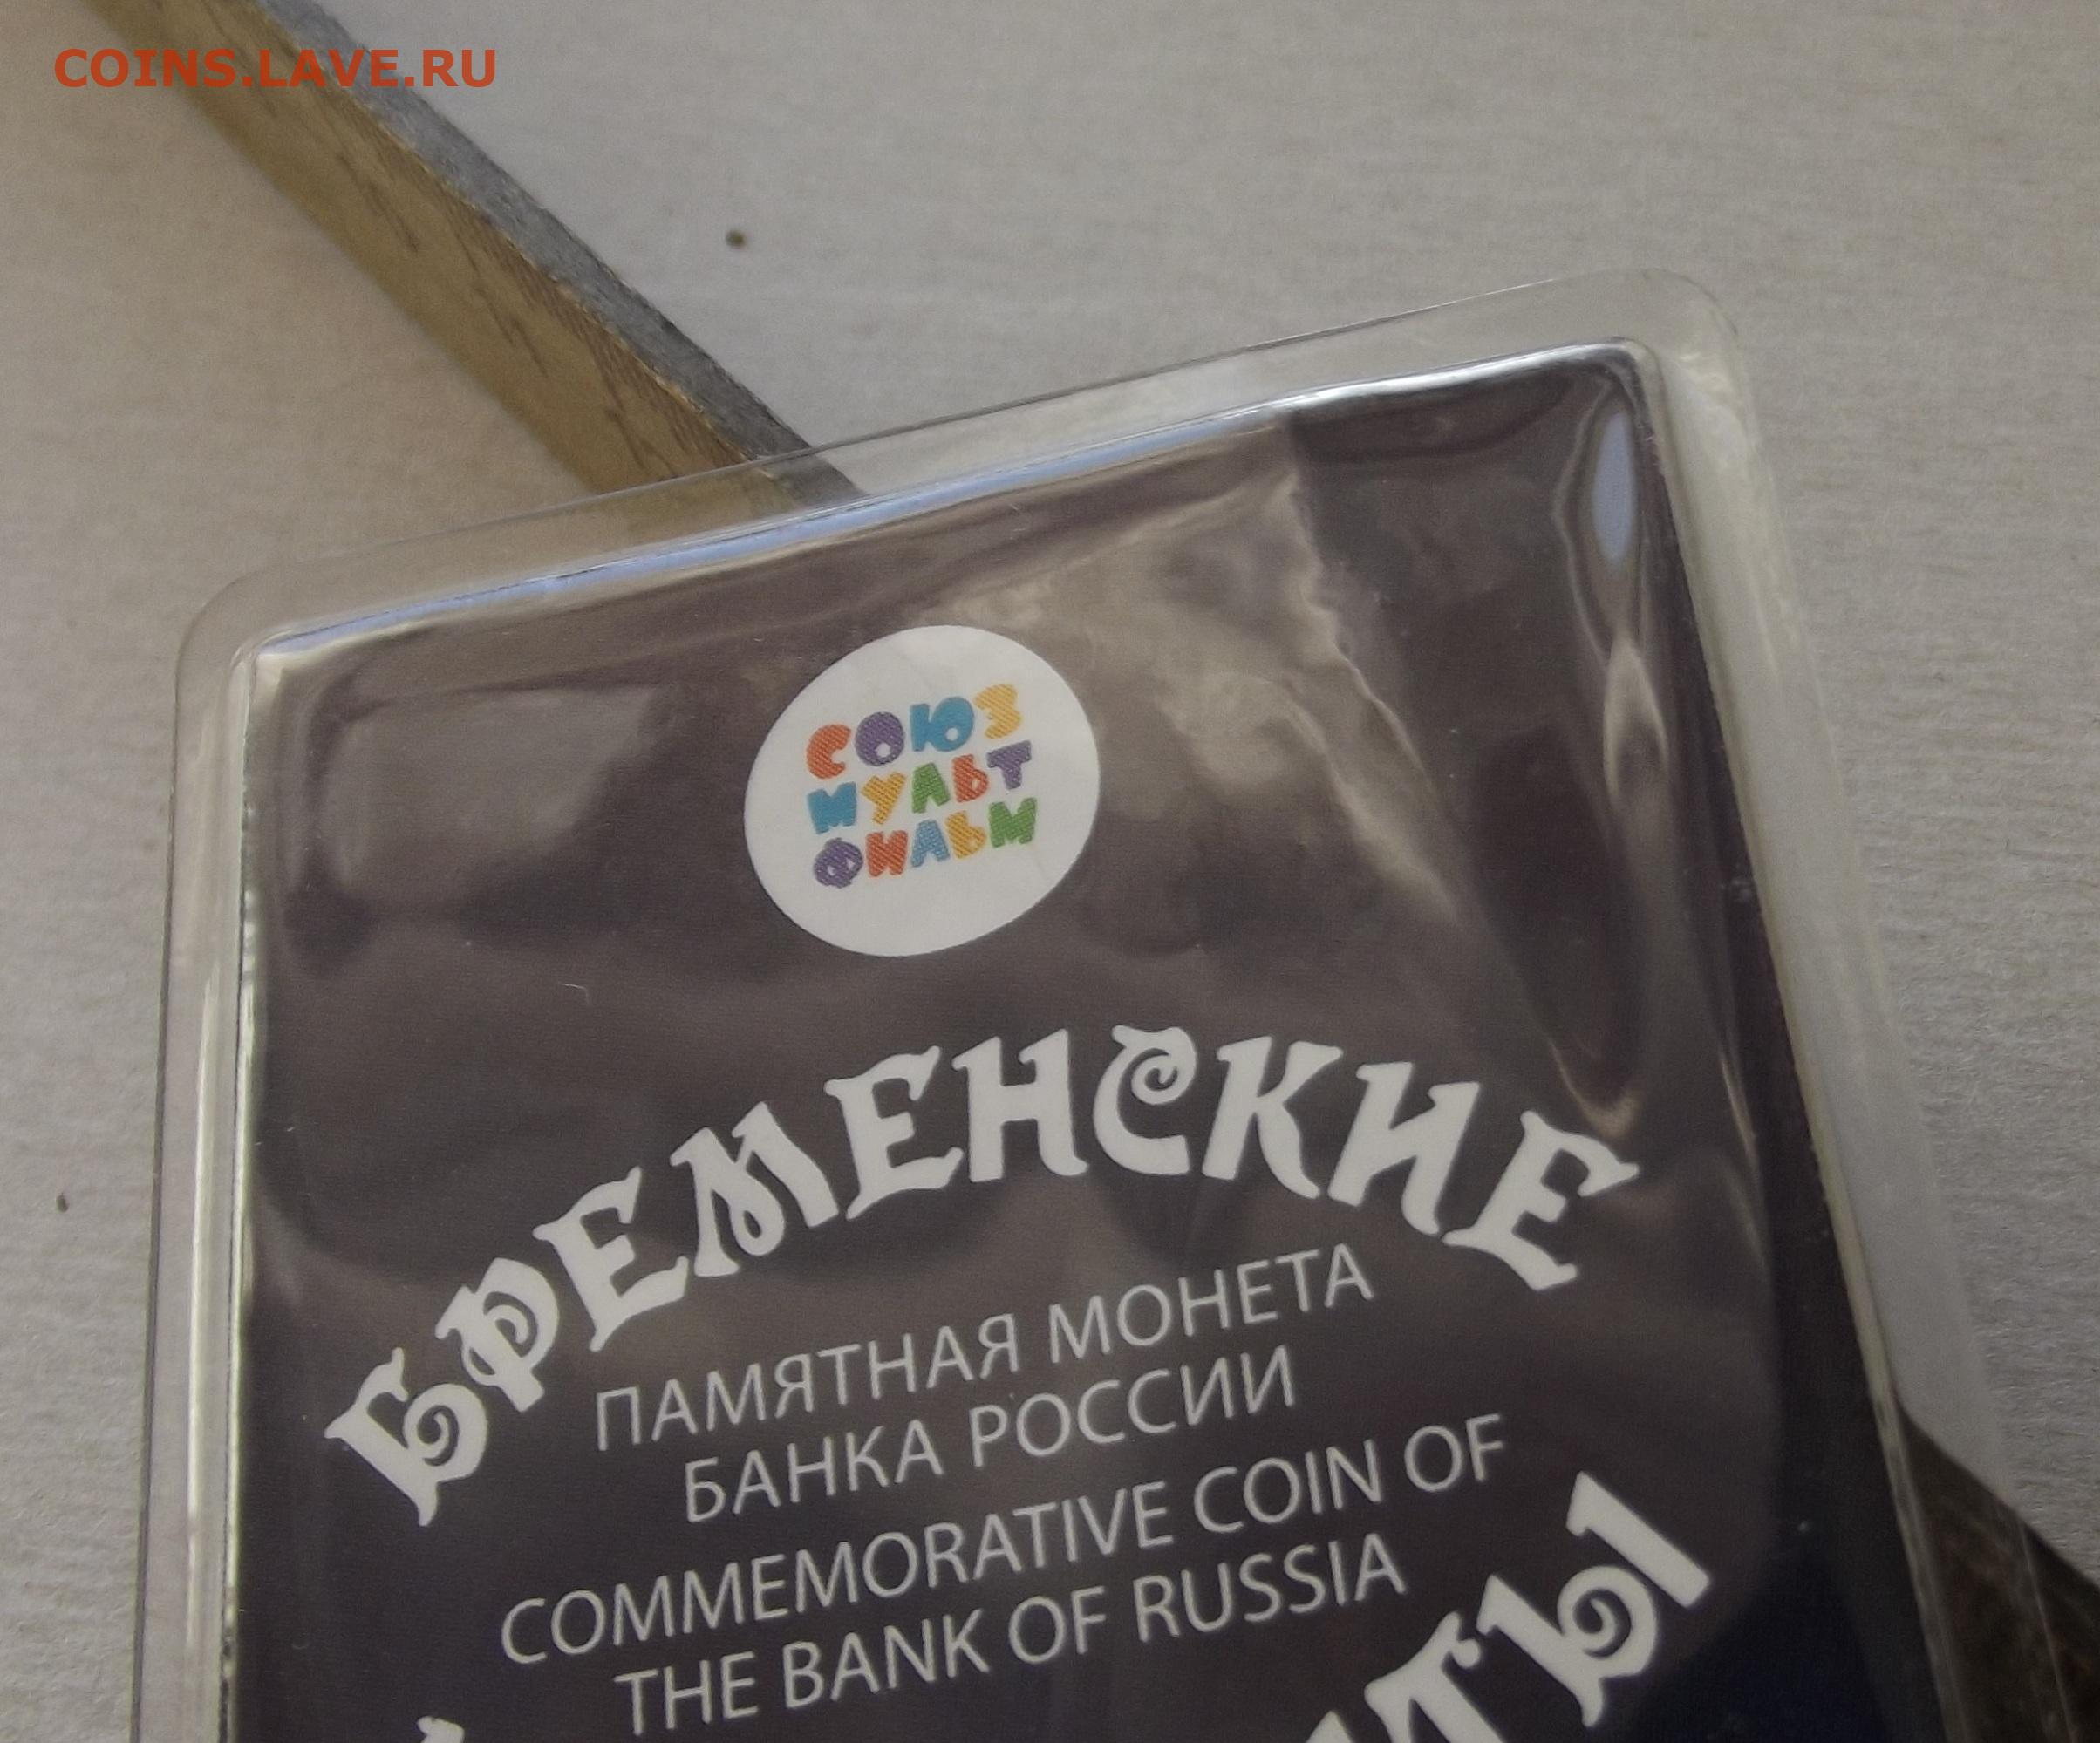 COINS.LAVE.RU
СОЮЗ
МУЛЬТ
ФИЛЬМ
БРЕМЕНСКИЕ
ПАМЯТНАЯ МОНЕТА
БАНКА РОССИИ
COMMEMORATIVE COIN OF
THE BANK OF RUSSIA